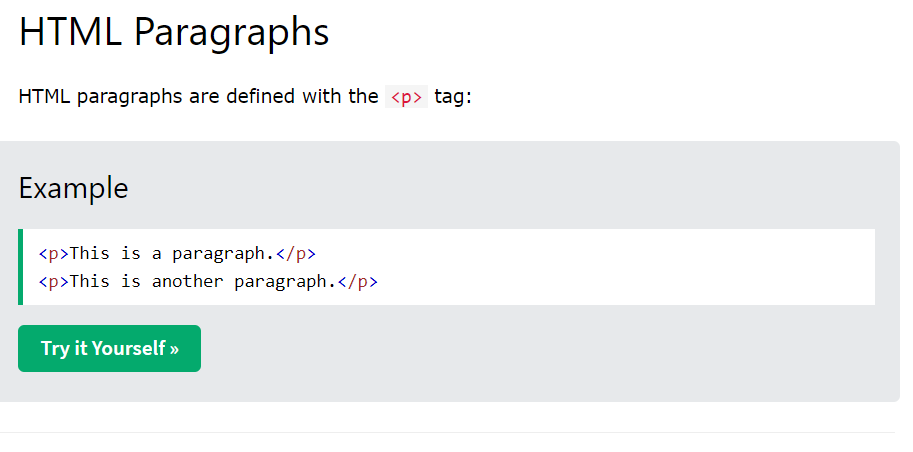 HTML Paragraphs
HTML paragraphs are defined with the <p> tag:
Example
<p>This is a paragraph.</p>
<p>This is another paragraph.</p>
Try it Yourself »